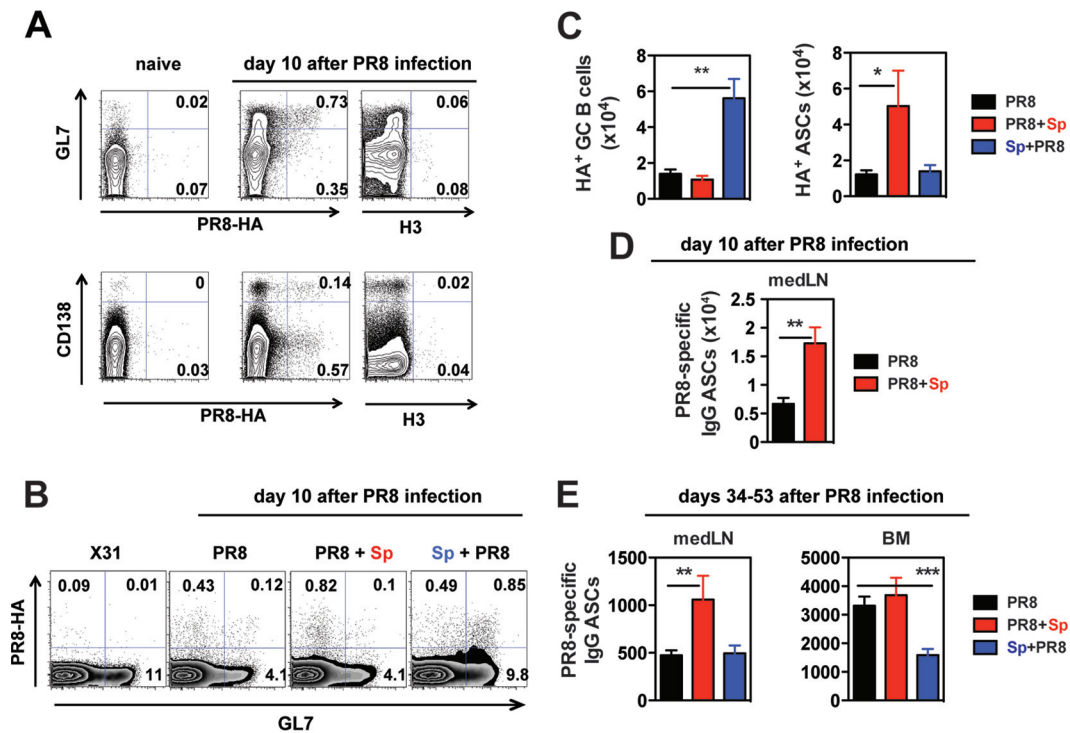 A
naive
day 10 after PR8 infection
GL7
0.02
0.07
0.73
0.35
0.06
0.08
PR8-HA
H3
CD138
0
0.03
0.14
0.57
0.02
0.04
PR8-HA
H3
B
day 10 after PR8 infection
X31
PR8
PR8 + Sp
Sp + PR8
PR8-HA
0.09
0.01
11
0.43
0.12
4.1
0.82
0.1
4.1
0.49
0.85
9.8
GL7
C
HA+ GC B cells
(x10⁴)
8
6
4
2
0
**
HA+ ASCs (x10⁴)
8
6
4
2
0
*
PR8
PR8+Sp
Sp+PR8
D
day 10 after PR8 infection
medLN
PR8-specific
IgG ASCs (x10⁴)
2.5
2
1.5
1
0.5
0
**
PR8
PR8+Sp
E
days 34-53 after PR8 infection
medLN
PR8-specific
IgG ASCs
1500
1000
500
0
**
BM
5000
4000
3000
2000
1000
0
***
PR8
PR8+Sp
Sp+PR8